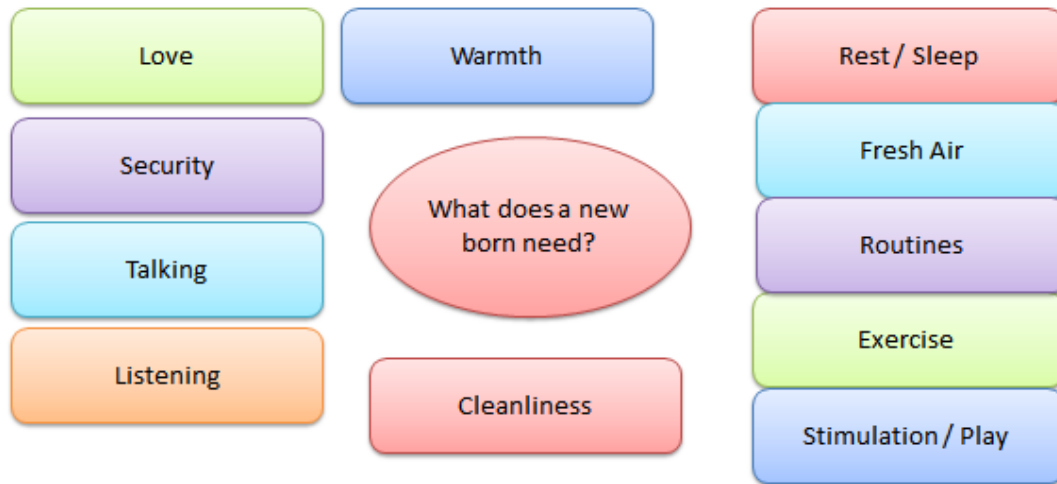 Love
Warmth
Rest / Sleep
Security
Fresh Air
What does a new
born need?
Talking
Routines
Listening
Exercise
Cleanliness
Stimulation / Play